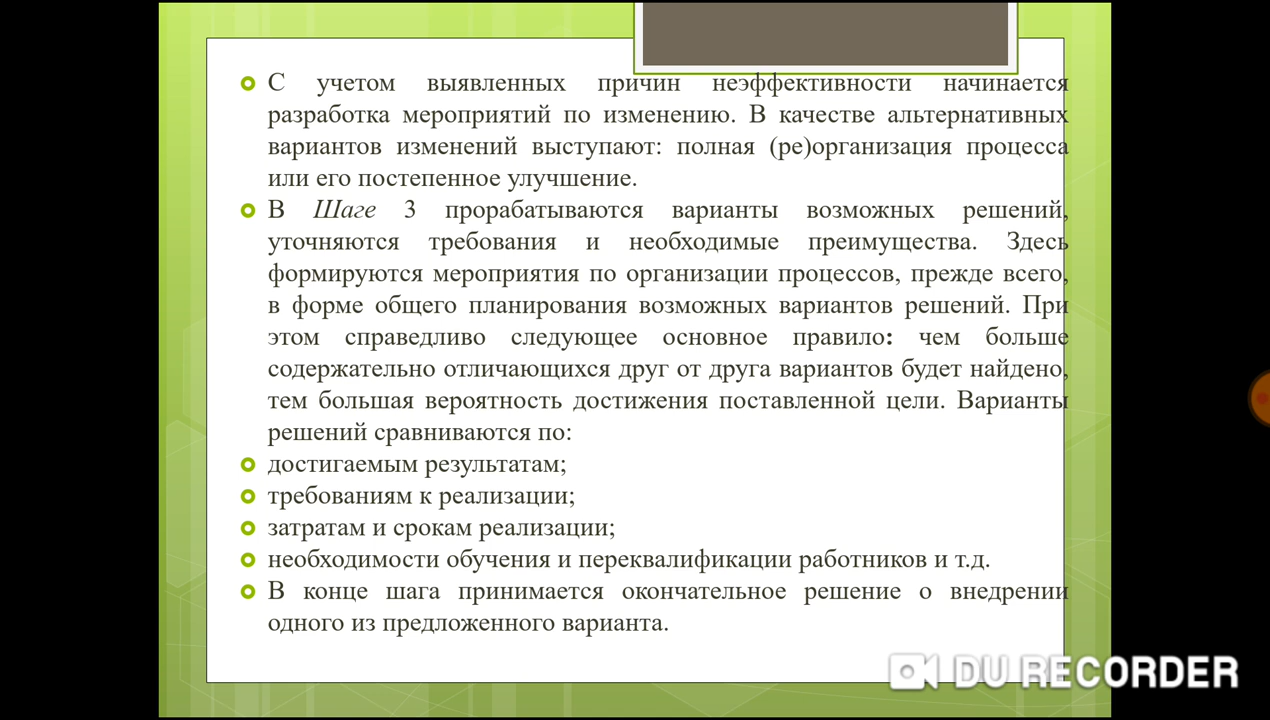 С учетом выявленных причин неэффективности начинается
разработка мероприятий по изменению. В качестве альтернативных
вариантов изменений выступают: полная (ре)организация процесса
или его постепенное улучшение.
В Шаге 3 прорабатываются варианты возможных решений,
уточняются требования и необходимые преимущества. Здесь
формируются мероприятия по организации процессов, прежде всего,
в форме общего планирования возможных вариантов решений. При
этом справедливо следующее основное правило: чем больше
содержательно отличающихся друг от друга вариантов будет найдено,
тем большая вероятность достижения поставленной цели. Варианты
решений сравниваются по:
достигаемым результатам;
требованиям к реализации;
затратам и срокам реализации;
необходимости обучения и переквалификации работников и т.д.
В конце шага принимается окончательное решение о внедрении
одного из предложенного варианта.
DU RECORDER